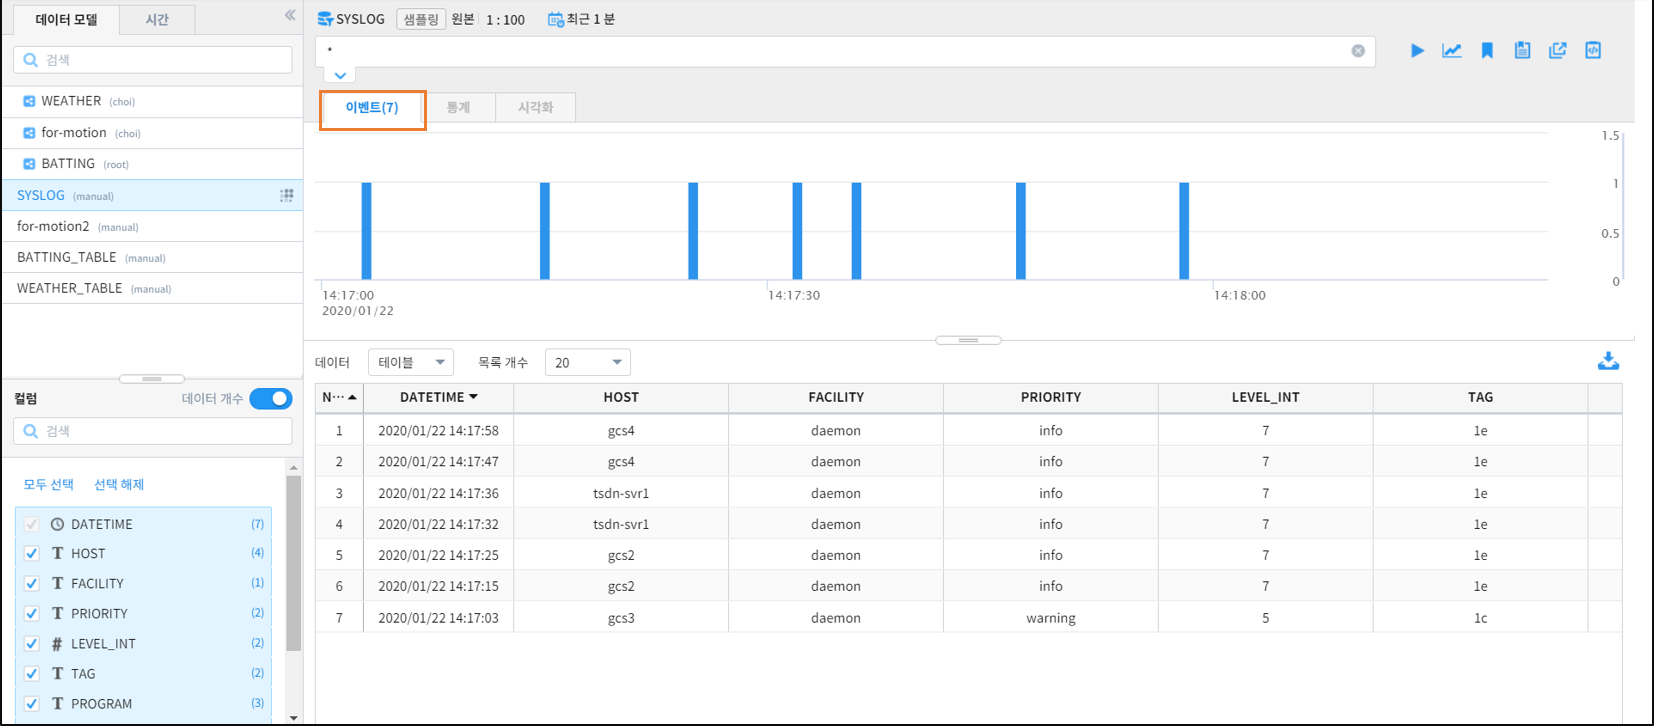 데이터 모델 시간
검색
WEATHER (choi)
for-motion (choi)
BATTING (root)
SYSLOG (manual)
for-motion2 (manual)
BATTING_TABLE (manual)
WEATHER_TABLE (manual)
컬럼 데이터 개수
검색
모두 선택 선택 해제
DATETIME (7)
HOST (4)
FACILITY (1)
PRIORITY (2)
LEVEL_INT (2)
TAG (2)
PROGRAM (3)
SYSLOG 샘플링 원본 1 : 100 최근 1 분
*
이벤트(7) 통계 시각화
1.5
1
0.5
0
14:17:00 14:17:30 14:18:00
2020/01/22
데이터 테이블 목록 개수 20
N··· DATETIME HOST FACILITY PRIORITY LEVEL_INT TAG
1 2020/01/22 14:17:58 gcs4 daemon info 7 1e
2 2020/01/22 14:17:47 gcs4 daemon info 7 1e
3 2020/01/22 14:17:36 tsdn-svr1 daemon info 7 1e
4 2020/01/22 14:17:32 tsdn-svr1 daemon info 7 1e
5 2020/01/22 14:17:25 gcs2 daemon info 7 1e
6 2020/01/22 14:17:15 gcs2 daemon info 7 1e
7 2020/01/22 14:17:03 gcs3 daemon warning 5 1c